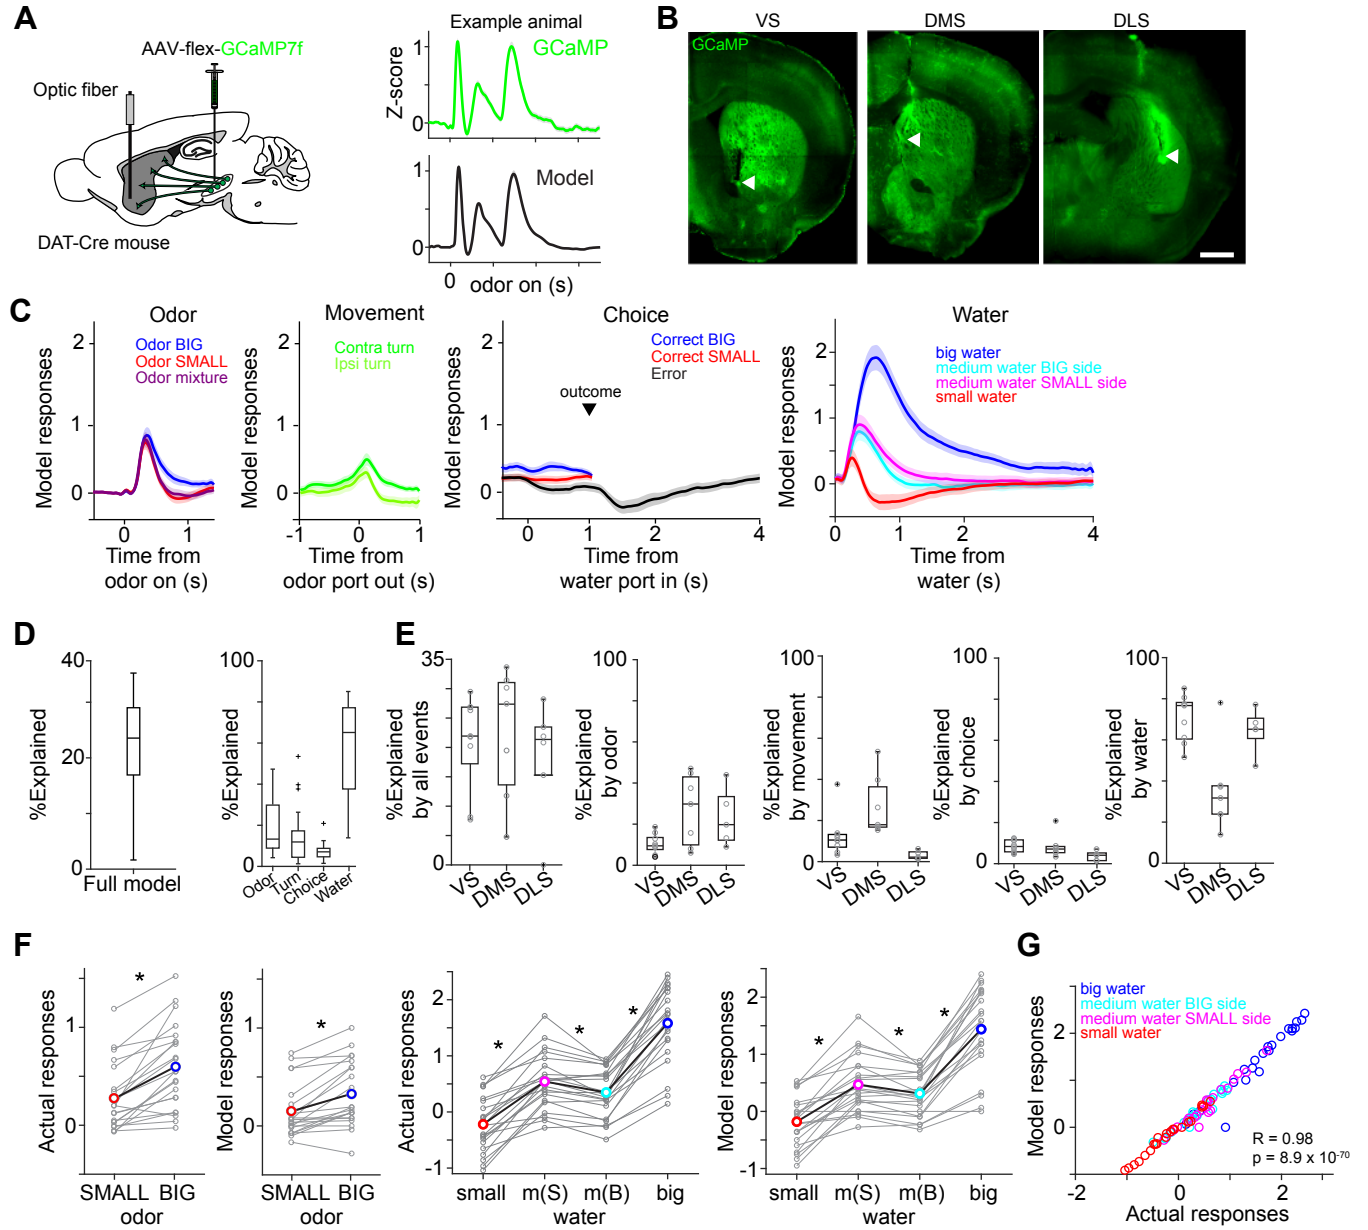 A
AAV-flex-GCaMP7f
Optic fiber
DAT-Cre mouse
Example animal
GCaMP
Z-score
1
0
Model
1
0
0
odor on (s)
B
VS
DMS
DLS
GCaMP
C
Odor
Odor BIG
Odor SMALL
Odor mixture
Model responses
2
1
0
0
1
Time from
odor on (s)
Movement
Contra turn
Ipsi turn
Model responses
2
1
0
-1
0
1
Time from
odor port out (s)
Choice
Correct BIG
Correct SMALL
Error
outcome
Model responses
2
1
0
0
1
2
4
Time from
water port in (s)
Water
big water
medium water BIG side
medium water SMALL side
small water
Model responses
2
1
0
0
1
2
4
Time from
water (s)
D
%Explained
40
20
0
Full model
%Explained
100
0
Odor
Turn
Choice
Water
E
%Explained
by all events
35
0
VS
DMS
DLS
%Explained
by odor
100
0
VS
DMS
DLS
%Explained
by movement
100
0
VS
DMS
DLS
%Explained
by choice
100
0
VS
DMS
DLS
%Explained
by water
100
0
VS
DMS
DLS
F
Actual responses
1
0
*
SMALL BIG
odor
Model responses
1
0
*
SMALL BIG
odor
Actual responses
2
1
0
-1
* * *
small m(S) m(B) big
water
Model responses
2
1
0
-1
* * *
small m(S) m(B) big
water
G
big water
medium water BIG side
medium water SMALL side
small water
Model responses
2
0
R = 0.98
p = 8.9 x 10-70
-2
0
2
Actual responses